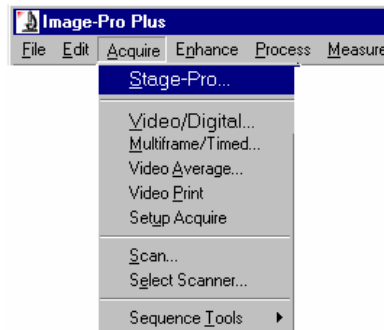 Image-Pro Plus
File Edit Acquire Enhance Process Measure
Stage-Pro...
Video/Digital...
Multiframe/Timed...
Video Average...
Video Print
Setup Acquire
Scan...
Select Scanner...
Sequence Tools